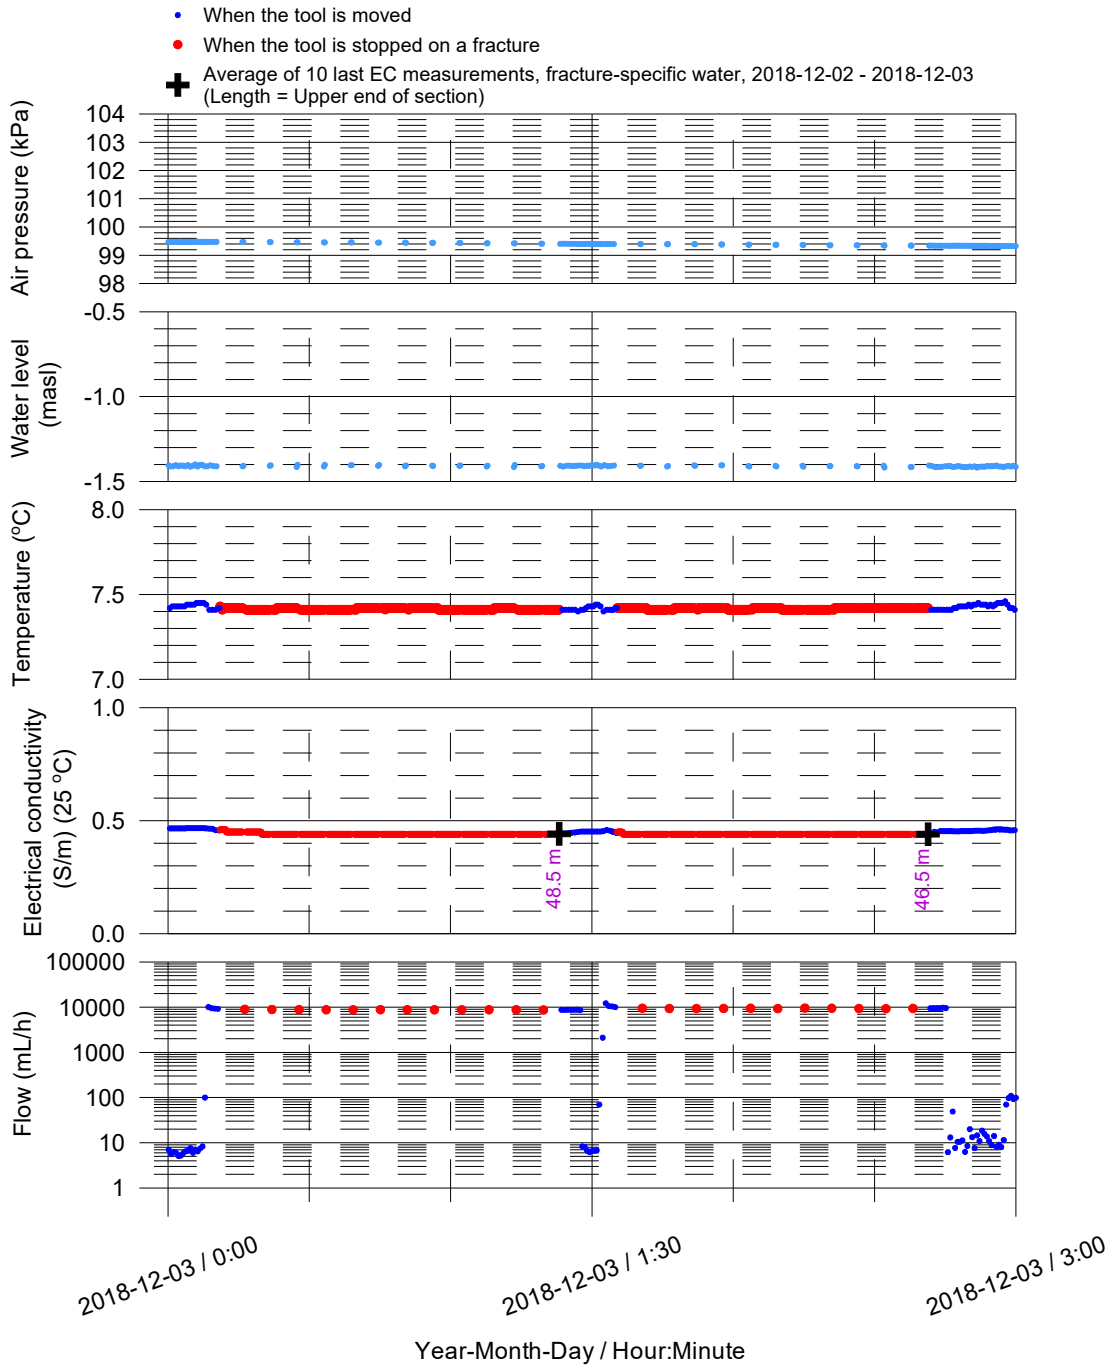 When the tool is moved
When the tool is stopped on a fracture
Average of 10 last EC measurements, fracture-specific water, 2018-12-02 - 2018-12-03
(Length = Upper end of section)
Air pressure (kPa)
104
103
102
101
100
99
98
Water level
(masl)
-0.5
-1.0
-1.5
Temperature (°C)
8.0
7.5
7.0
Electrical conductivity
(S/m) (25 °C)
1.0
0.5
0.0
48.5 m
46.5 m
Flow (mL/h)
100000
10000
1000
100
10
1
2018-12-03 / 0:00
2018-12-03 / 1:30
2018-12-03 / 3:00
Year-Month-Day / Hour:Minute